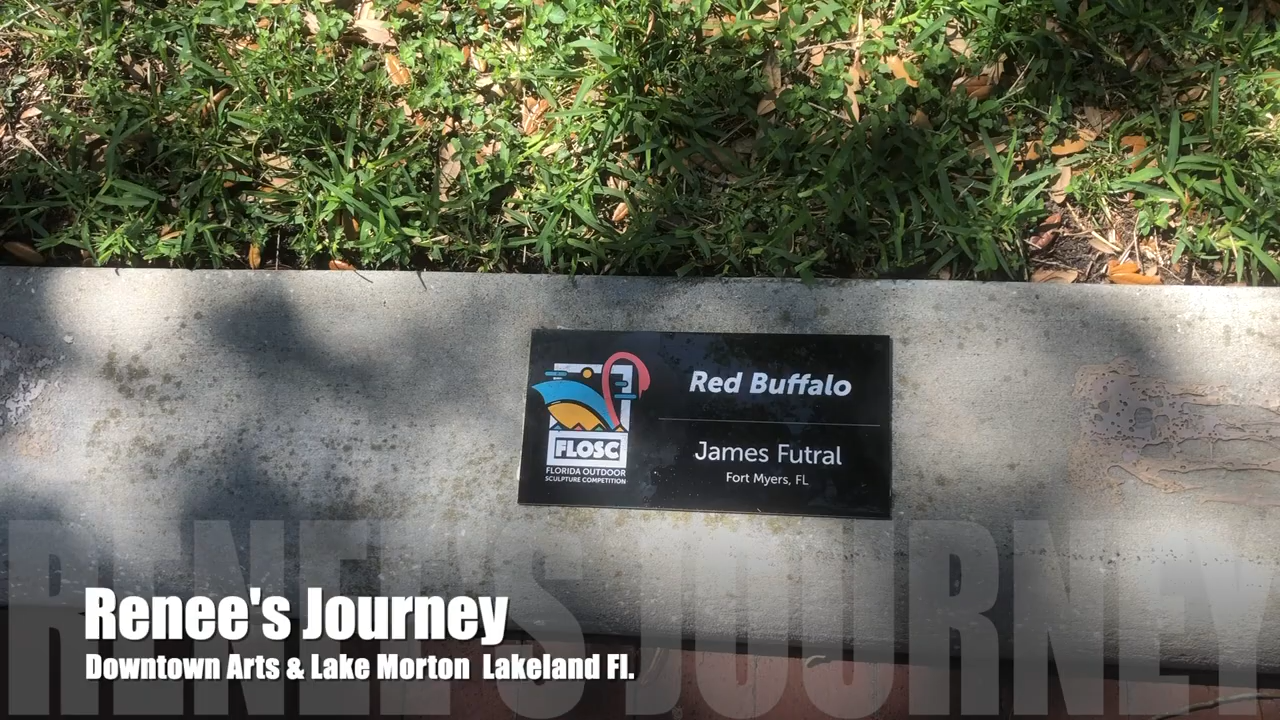 Red Buffalo
James Futral
Fort Myers, FL
FLOSC
FLORIDA OUTDOOR
SCULPTURE COMPETITION
RENEE'S JOURNEY
Renee's Journey
Downtown Arts & Lake Morton Lakeland Fl.